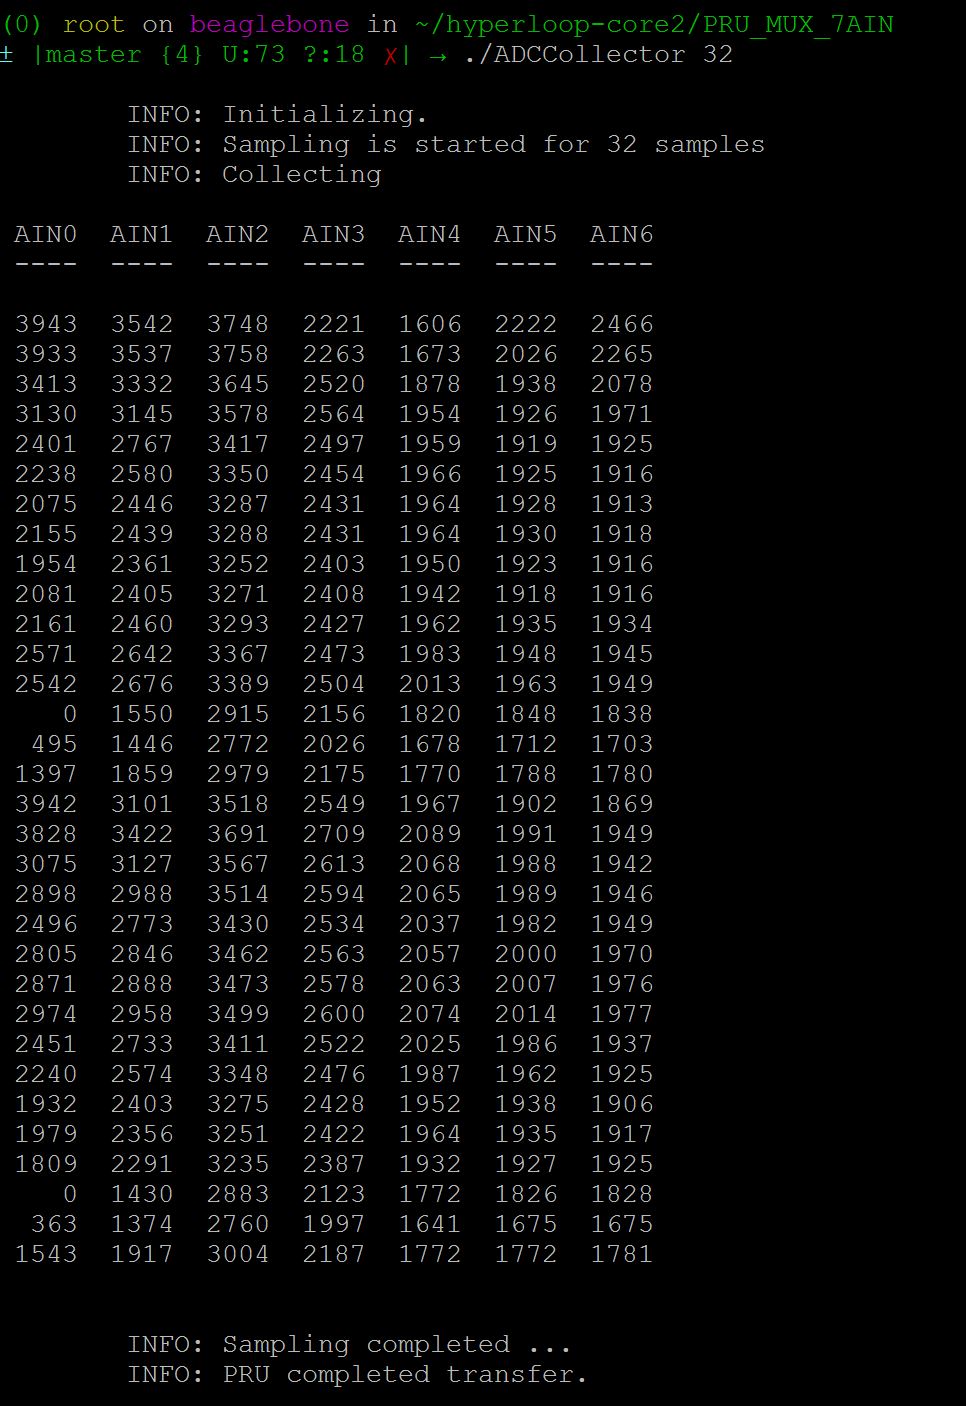 (0) root on beaglebone in ~/hyperloop-core2/PRU_MUX_7AIN
± |master {4} U:73 ?:18 ✗| → ./ADCCollector 32
INFO: Initializing.
INFO: Sampling is started for 32 samples
INFO: Collecting
AIN0 AIN1 AIN2 AIN3 AIN4 AIN5 AIN6
---- ---- ---- ---- ---- ---- ----
3943 3542 3748 2221 1606 2222 2466
3933 3537 3758 2263 1673 2026 2265
3413 3332 3645 2520 1878 1938 2078
3130 3145 3578 2564 1954 1926 1971
2401 2767 3417 2497 1959 1919 1925
2238 2580 3350 2454 1966 1925 1916
2075 2446 3287 2431 1964 1928 1913
2155 2439 3288 2431 1964 1930 1918
1954 2361 3252 2403 1950 1923 1916
2081 2405 3271 2408 1942 1918 1916
2161 2460 3293 2427 1962 1935 1934
2571 2642 3367 2473 1983 1948 1945
2542 2676 3389 2504 2013 1963 1949
0 1550 2915 2156 1820 1848 1838
495 1446 2772 2026 1678 1712 1703
1397 1859 2979 2175 1770 1788 1780
3942 3101 3518 2549 1967 1902 1869
3828 3422 3691 2709 2089 1991 1949
3075 3127 3567 2613 2068 1988 1942
2898 2988 3514 2594 2065 1989 1946
2496 2773 3430 2534 2037 1982 1949
2805 2846 3462 2563 2057 2000 1970
2871 2888 3473 2578 2063 2007 1976
2974 2958 3499 2600 2074 2014 1977
2451 2733 3411 2522 2025 1986 1937
2240 2574 3348 2476 1987 1962 1925
1932 2403 3275 2428 1952 1938 1906
1979 2356 3251 2422 1964 1935 1917
1809 2291 3235 2387 1932 1927 1925
0 1430 2883 2123 1772 1826 1828
363 1374 2760 1997 1641 1675 1675
1543 1917 3004 2187 1772 1772 1781
INFO: Sampling completed ...
INFO: PRU completed transfer.